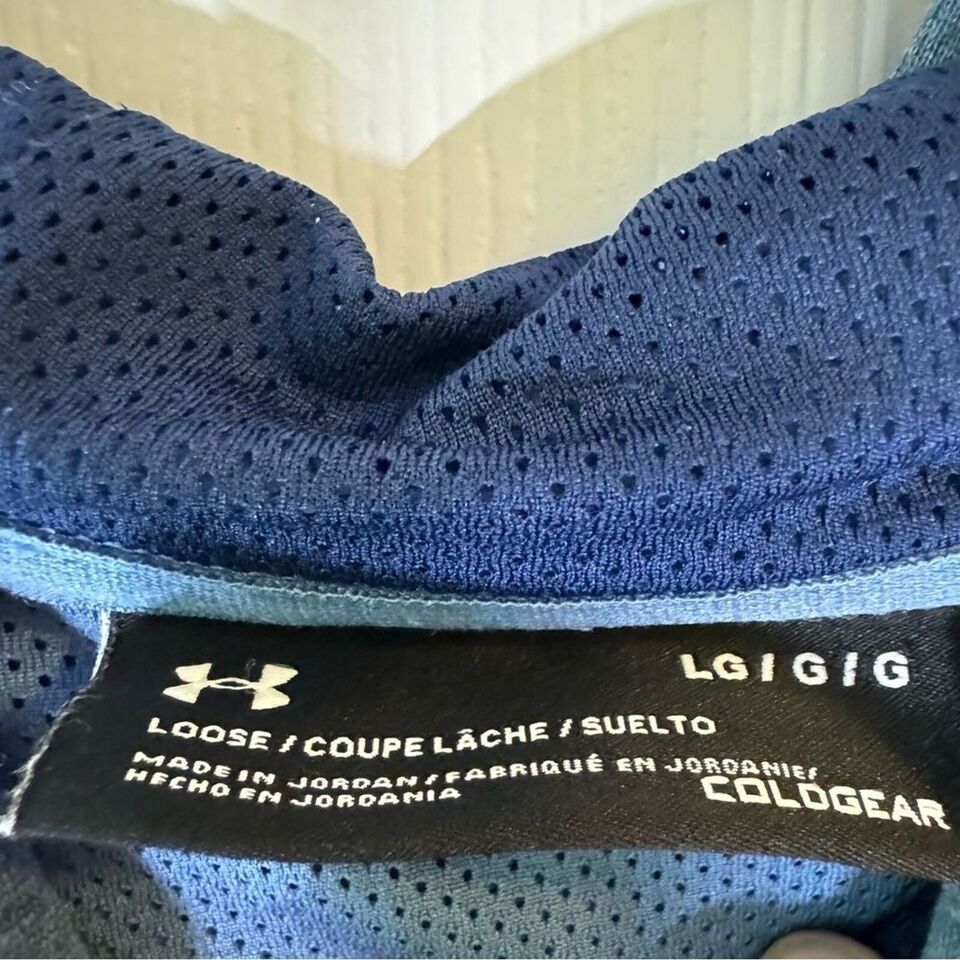 LG / G / G
LOOSE / COUPE LÂCHE / SUELTO
MADE IN JORDAN / FABRIQUÉ EN JORDANIE /
HECHO EN JORDANIA
COLDGEAR